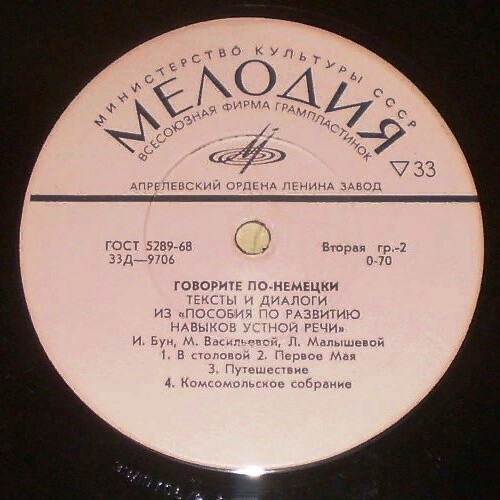 МИНИСТЕРСТВО КУЛЬТУРЫ СССР
МЕЛОДИЯ
ВСЕСОЮЗНАЯ ФИРМА ГРАМПЛАСТИНОК
▽33
АПРЕЛЕВСКИЙ ОРДЕНА ЛЕНИНА ЗАВОД
ГОСТ 5289-68 Вторая гр.-2
33Д—9706 0-70
ГОВОРИТЕ ПО-НЕМЕЦКИ
ТЕКСТЫ И ДИАЛОГИ
ИЗ «ПОСОБИЯ ПО РАЗВИТИЮ
НАВЫКОВ УСТНОЙ РЕЧИ»
И. Бун, М. Васильевой, Л. Малышевой
1. В столовой 2. Первое Мая
3. Путешествие
4. Комсомольское собрание